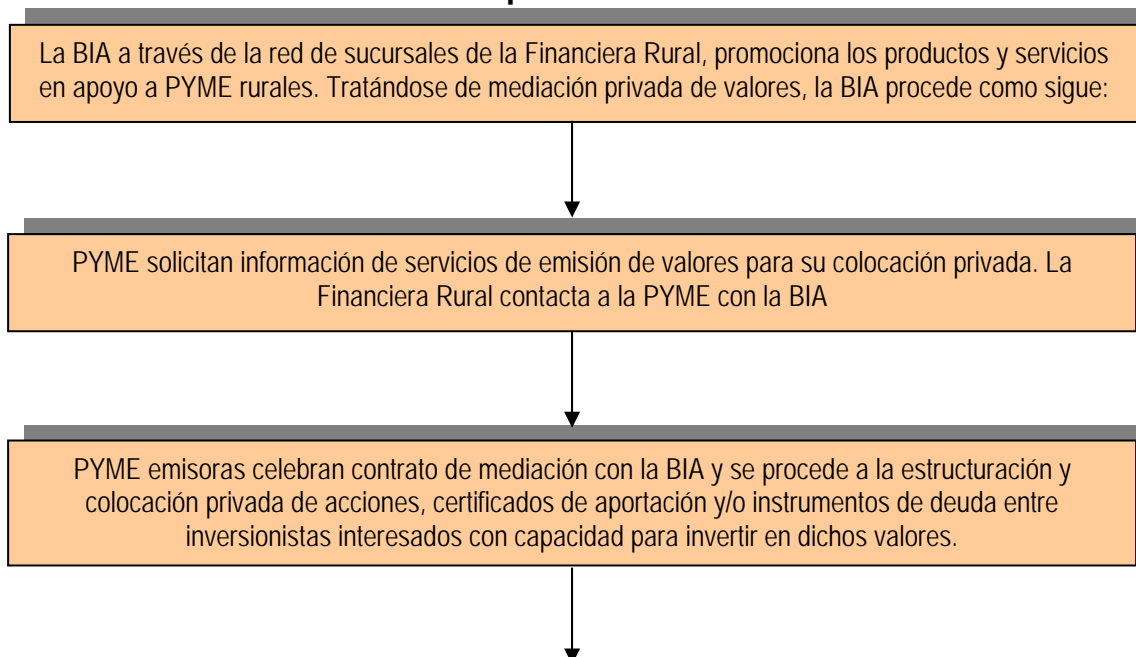 La BIA a través de la red de sucursales de la Financiera Rural, promociona los productos y servicios
en apoyo a PYME rurales. Tratándose de mediación privada de valores, la BIA procede como sigue:
PYME solicitan información de servicios de emisión de valores para su colocación privada. La
Financiera Rural contacta a la PYME con la BIA
PYME emisoras celebran contrato de mediación con la BIA y se procede a la estructuración y
colocación privada de acciones, certificados de aportación y/o instrumentos de deuda entre
inversionistas interesados con capacidad para invertir en dichos valores.